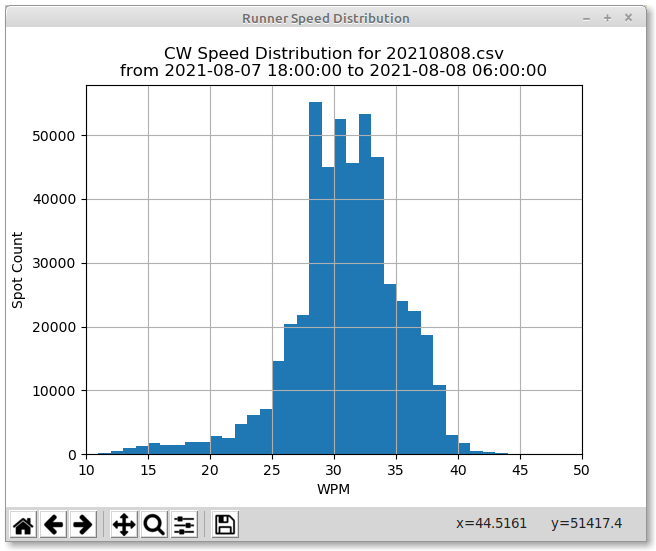 Runner Speed Distribution
CW Speed Distribution for 20210808.csv
from 2021-08-07 18:00:00 to 2021-08-08 06:00:00
50000
40000
30000
20000
10000
0
Spot Count
10 15 20 25 30 35 40 45 50
WPM
x=44.5161 y=51417.4